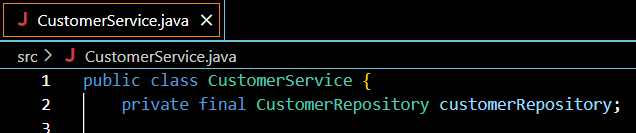 J CustomerService.java ×
src > J CustomerService.java
1 public class CustomerService {
2 private final CustomerRepository customerRepository;
3